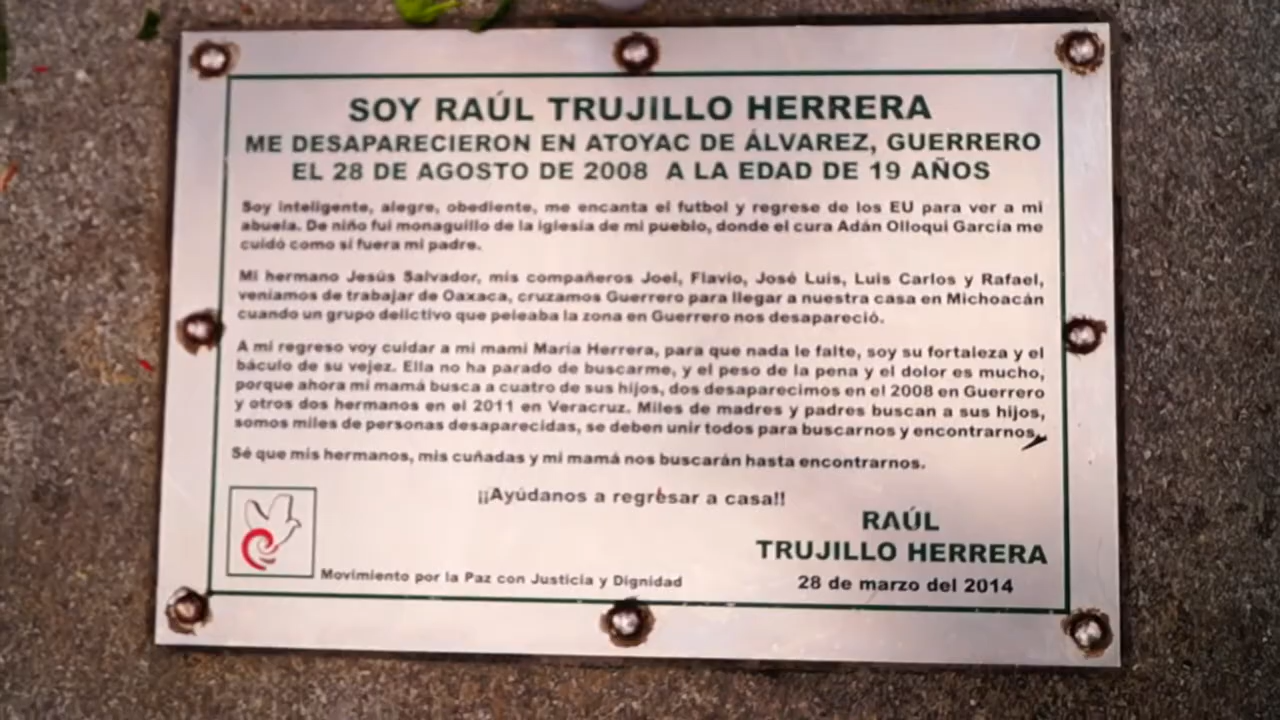 SOY RAÚL TRUJILLO HERRERA
ME DESAPARECIERON EN ATOYAC DE ÁLVAREZ, GUERRERO
EL 28 DE AGOSTO DE 2008 A LA EDAD DE 19 AÑOS
Soy inteligente, alegre, obediente, me encanta el futbol y regrese de los EU para ver a mi
abuela. De niño fui monaguillo de la iglesia de mi pueblo, donde el cura Adán Olloqui García me
cuidó como si fuera mi padre.
Mi hermano Jesús Salvador, mis compañeros Joel, Flavio, José Luis, Luis Carlos y Rafael,
veníamos de trabajar de Oaxaca, cruzamos Guerrero para llegar a nuestra casa en Michoacán
cuando un grupo delictivo que peleaba la zona en Guerrero nos desapareció.
A mi regreso voy cuidar a mi mami María Herrera, para que nada le falte, soy su fortaleza y el
báculo de su vejez. Ella no ha parado de buscarme, y el peso de la pena y el dolor es mucho,
porque ahora mi mamá busca a cuatro de sus hijos, dos desaparecimos en el 2008 en Guerrero
y otros dos hermanos en el 2011 en Veracruz. Miles de madres y padres buscan a sus hijos,
somos miles de personas desaparecidas, se deben unir todos para buscarnos y encontrarnos.
Sé que mis hermanos, mis cuñadas y mi mamá nos buscarán hasta encontrarnos.
¡¡Ayúdanos a regresar a casa!!
RAÚL
TRUJILLO HERRERA
28 de marzo del 2014
Movimiento por la Paz con Justicia y Dignidad